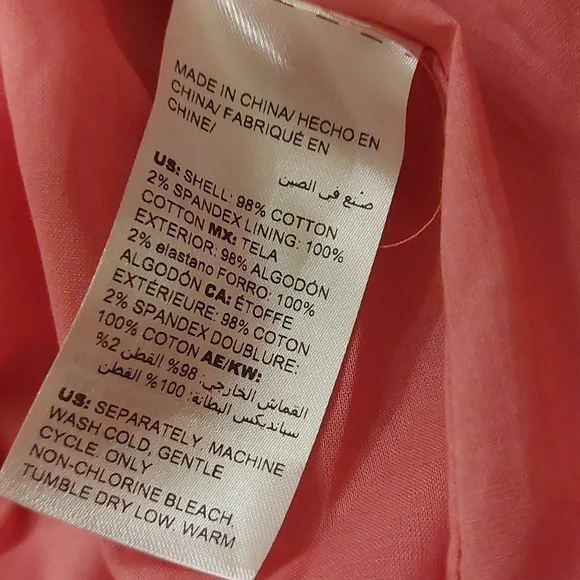 MADE IN CHINA/ HECHO EN
CHINA/ FABRIQUÉ EN
CHINE/
صنع في الصين
US: SHELL: 98% COTTON
2% SPANDEX LINING: 100%
COTTON MX: TELA
EXTERIOR: 98% ALGODÓN
2% elastano FORRO: 100%
ALGODÓN CA: ÉTOFFE
EXTÉRIEURE: 98% COTON
2% SPANDEX DOUBLURE:
100% COTON AE/KW:
القماش الخارجي: 98% القطن 2%
سباندیکس البطانة: 100% القطن
US: SEPARATELY. MACHINE
WASH COLD, GENTLE
CYCLE. ONLY
NON-CHLORINE BLEACH.
TUMBLE DRY LOW. WARM